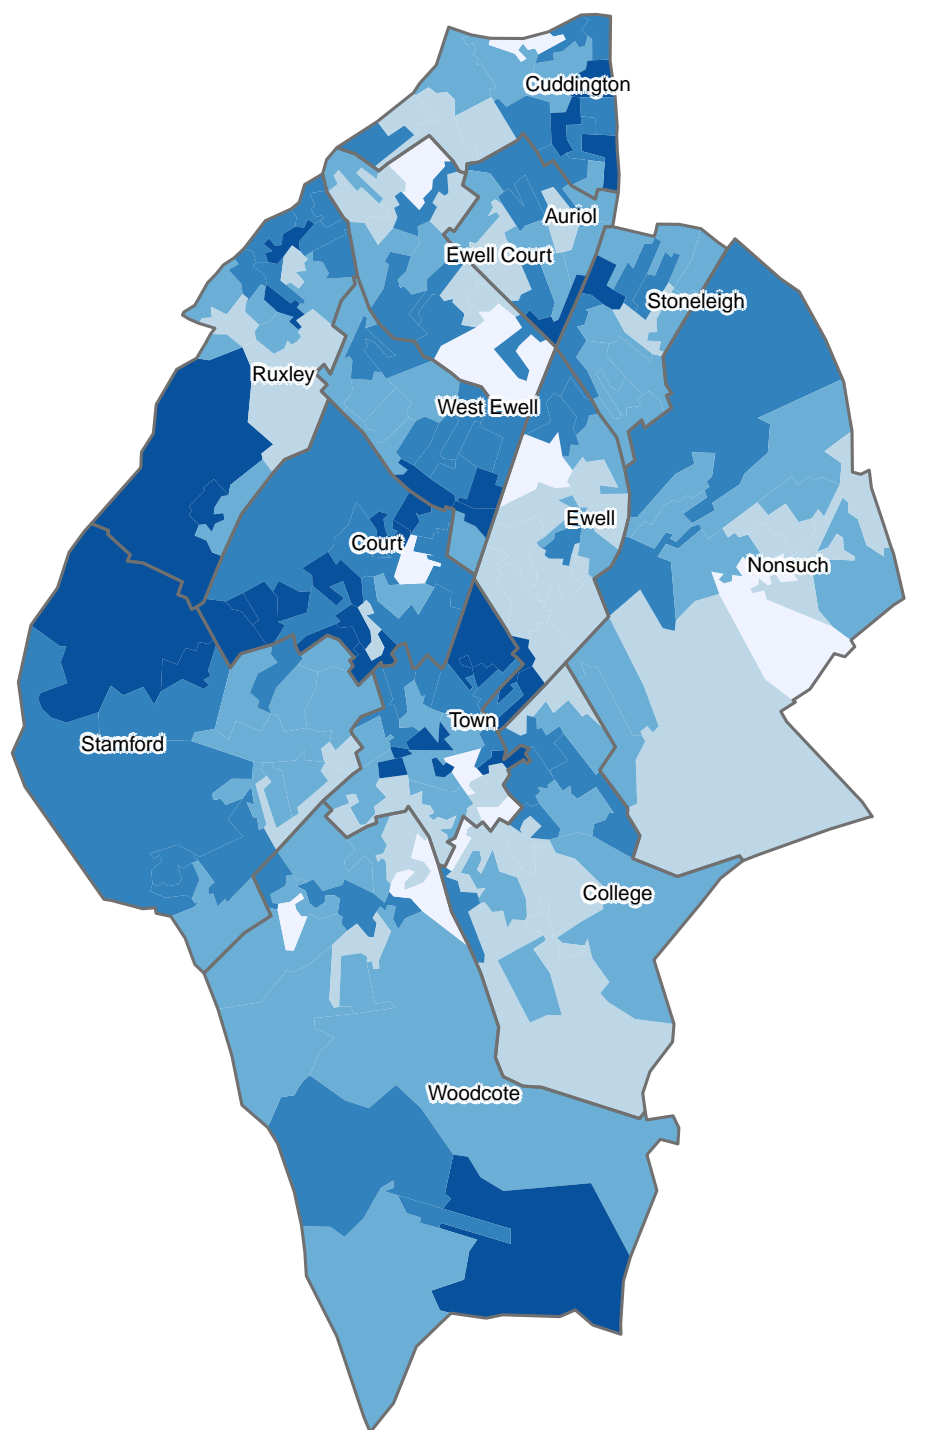 Cuddington
Auriol
Ewell Court
Stoneleigh
Ruxley
West Ewell
Ewell
Court
Nonsuch
Town
Stamford
College
Woodcote